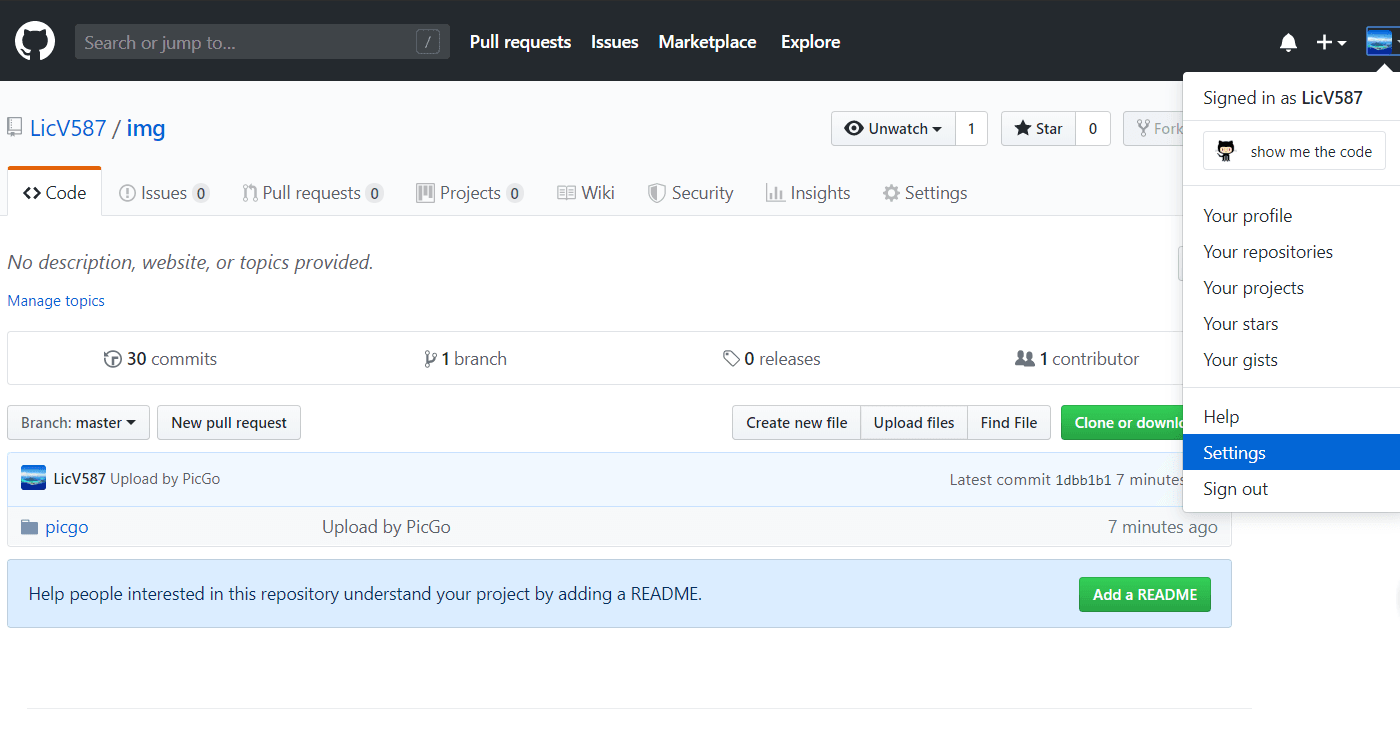 Search or jump to... / Pull requests Issues Marketplace Explore
Signed in as LicV587
show me the code
Your profile
Your repositories
Your projects
Your stars
Your gists
Help
Settings
Sign out
LicV587 / img Unwatch 1 Star 0 Fork
Code Issues 0 Pull requests 0 Projects 0 Wiki Security Insights Settings
No description, website, or topics provided.
Manage topics
30 commits 1 branch 0 releases 1 contributor
Branch: master New pull request Create new file Upload files Find File Clone or downlo
LicV587 Upload by PicGo Latest commit 1dbb1b1 7 minutes
picgo Upload by PicGo 7 minutes ago
Help people interested in this repository understand your project by adding a README. Add a README